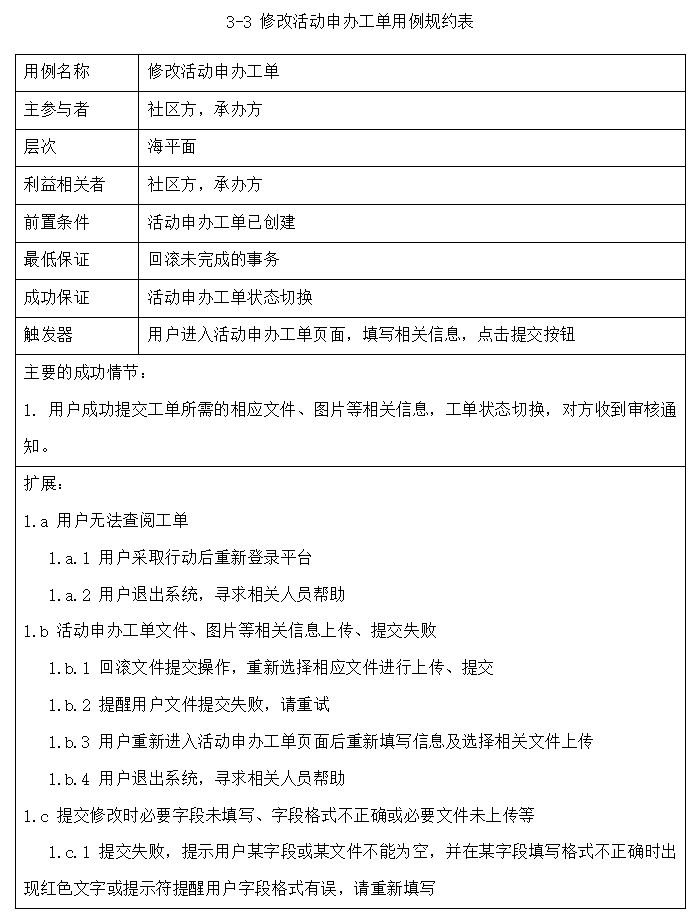 3-3 修改活动申办工单用例规约表
用例名称 修改活动申办工单
主参与者 社区方，承办方
层次 海平面
利益相关者 社区方，承办方
前置条件 活动申办工单已创建
最低保证 回滚未完成的事务
成功保证 活动申办工单状态切换
触发器 用户进入活动申办工单页面，填写相关信息，点击提交按钮
主要的成功情节：
1. 用户成功提交工单所需的相应文件、图片等相关信息，工单状态切换，对方收到审核通
知。
扩展：
1.a 用户无法查阅工单
1.a.1 用户采取行动后重新登录平台
1.a.2 用户退出系统，寻求相关人员帮助
1.b 活动申办工单文件、图片等相关信息上传、提交失败
1.b.1 回滚文件提交操作，重新选择相应文件进行上传、提交
1.b.2 提醒用户文件提交失败，请重试
1.b.3 用户重新进入活动申办工单页面后重新填写信息及选择相关文件上传
1.b.4 用户退出系统，寻求相关人员帮助
1.c 提交修改时必要字段未填写、字段格式不正确或必要文件未上传等
1.c.1 提交失败，提示用户某字段或某文件不能为空，并在某字段填写格式不正确时出
现红色文字或提示符提醒用户字段格式有误，请重新填写